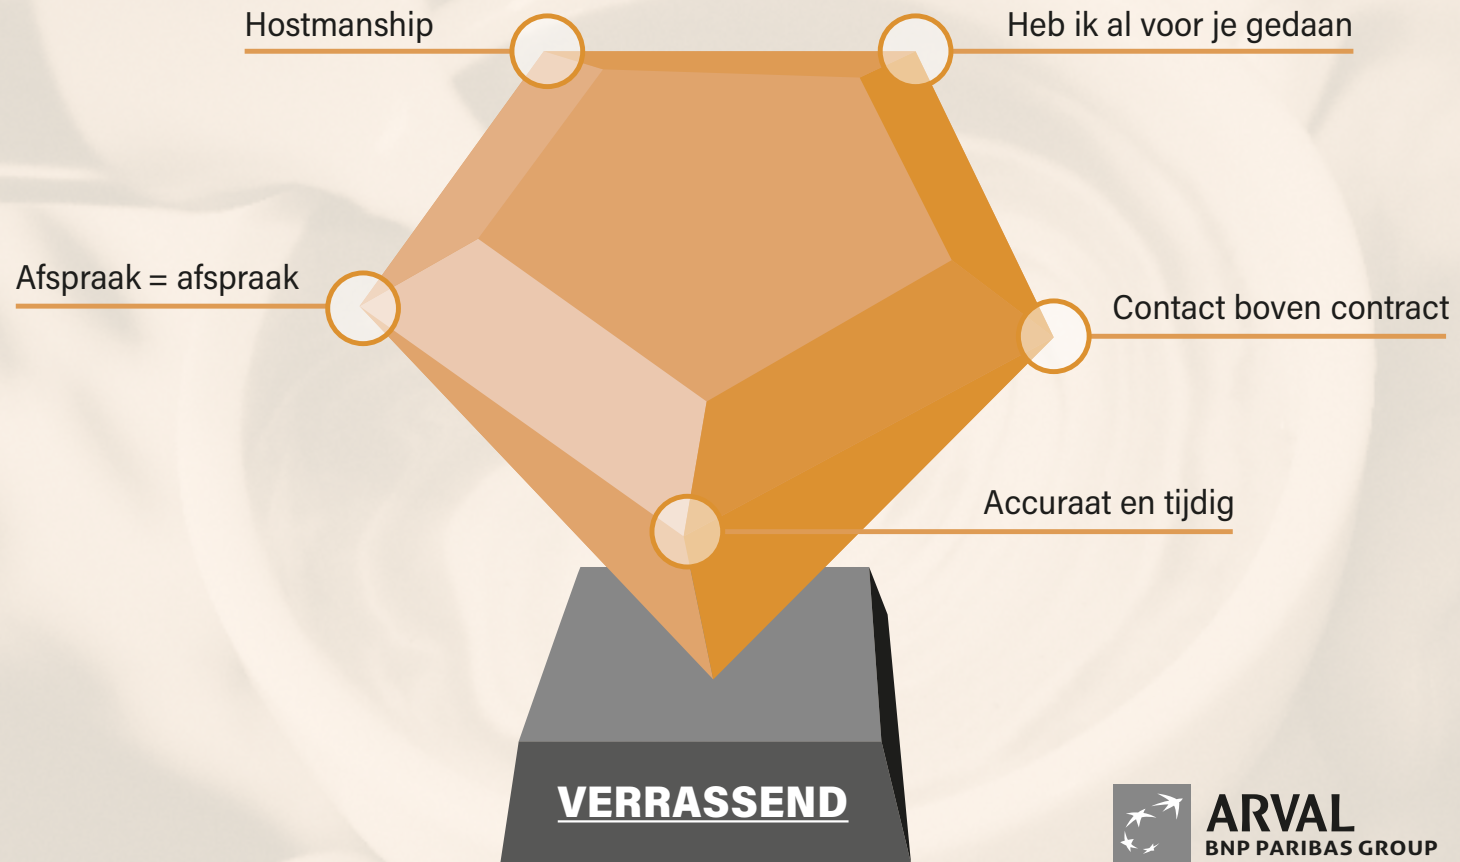 Hostmanship
Heb ik al voor je gedaan
Afspraak = afspraak
Contact boven contract
Accuraat en tijdig
VERRASSEND
ARVAL
BNP PARIBAS GROUP